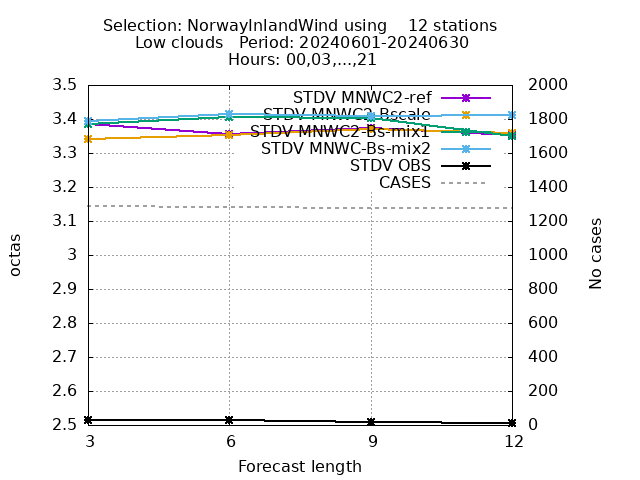 Selection: NorwayInlandWind using 12 stations
Low clouds Period: 20240601-20240630
Hours: 00,03,...,21
3.5
3.4
3.3
3.2
3.1
3
2.9
2.8
2.7
2.6
2.5
2000
1800
1600
1400
1200
1000
800
600
400
200
0
STDV MNWC2-ref
STDV MNWC2-Bscale
STDV MNWC2-Bs-mix1
STDV MNWC-Bs-mix2
STDV OBS
CASES
octas
No cases
3
6
9
12
Forecast length